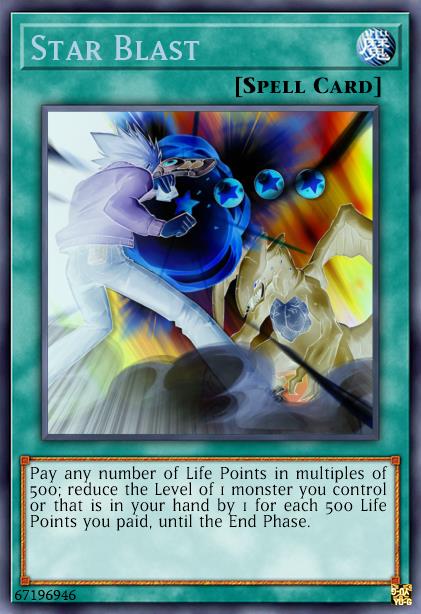 STAR BLAST
魔
[SPELL CARD]
Pay any number of Life Points in multiples of
500; reduce the Level of 1 monster you control
or that is in your hand by 1 for each 500 Life
Points you paid, until the End Phase.
67196946